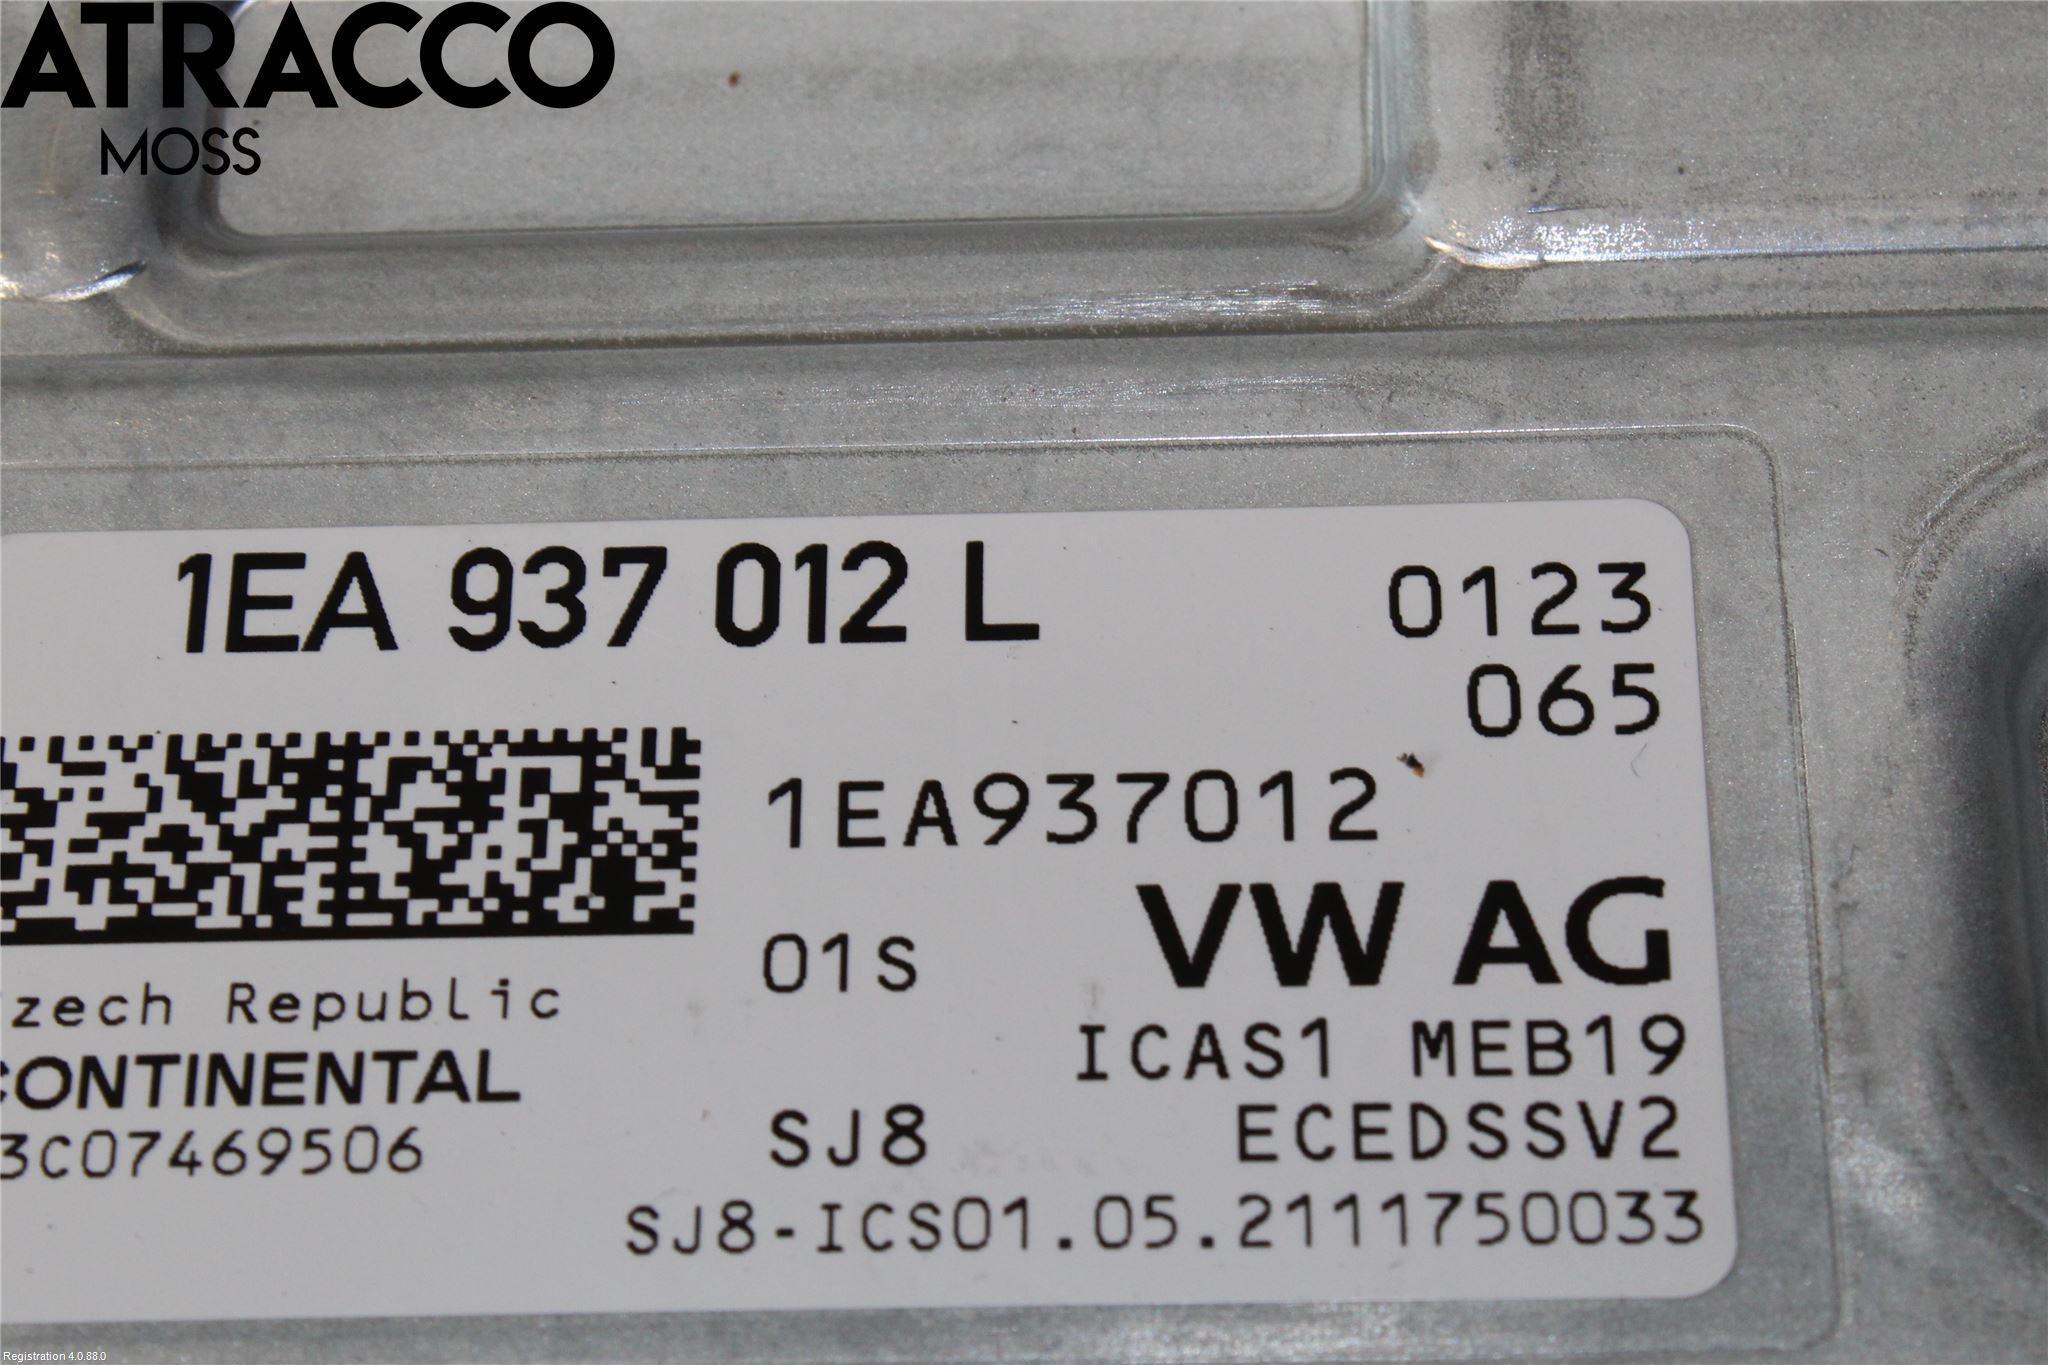 ATRACCO
MOSS
1EA 937 012 L
0123
065
1EA937012
01S
VW AG
zech Republic
ICAS1 MEB19
CONTINENTAL
SJ8
ECEDSSV2
3C07469506
SJ8-ICS01.05.2111750033
Registration 4.0.88.0